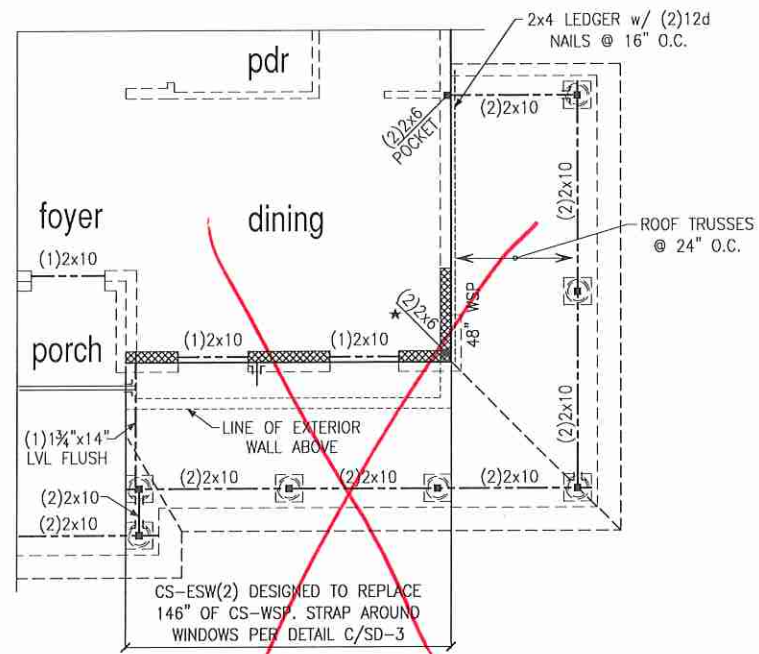 2x4 LEDGER w/ (2)12d
NAILS @ 16" O.C.
pdr
(2)2x10
(2)2x6
POCKET
(2)2x10
foyer
dining
ROOF TRUSSES
@ 24" O.C.
(1)2x10
★ (2)2x6
48" WSP
porch
(1)2x10
(1)2x10
(2)2x10
(1)1¾"x14"
LVL FLUSH
LINE OF EXTERIOR
WALL ABOVE
(2)2x10
(2)2x10
(2)2x10
(2)2x10
(2)2x10
CS-ESW(2) DESIGNED TO REPLACE
146" OF CS-WSP. STRAP AROUND
WINDOWS PER DETAIL C/SD-3